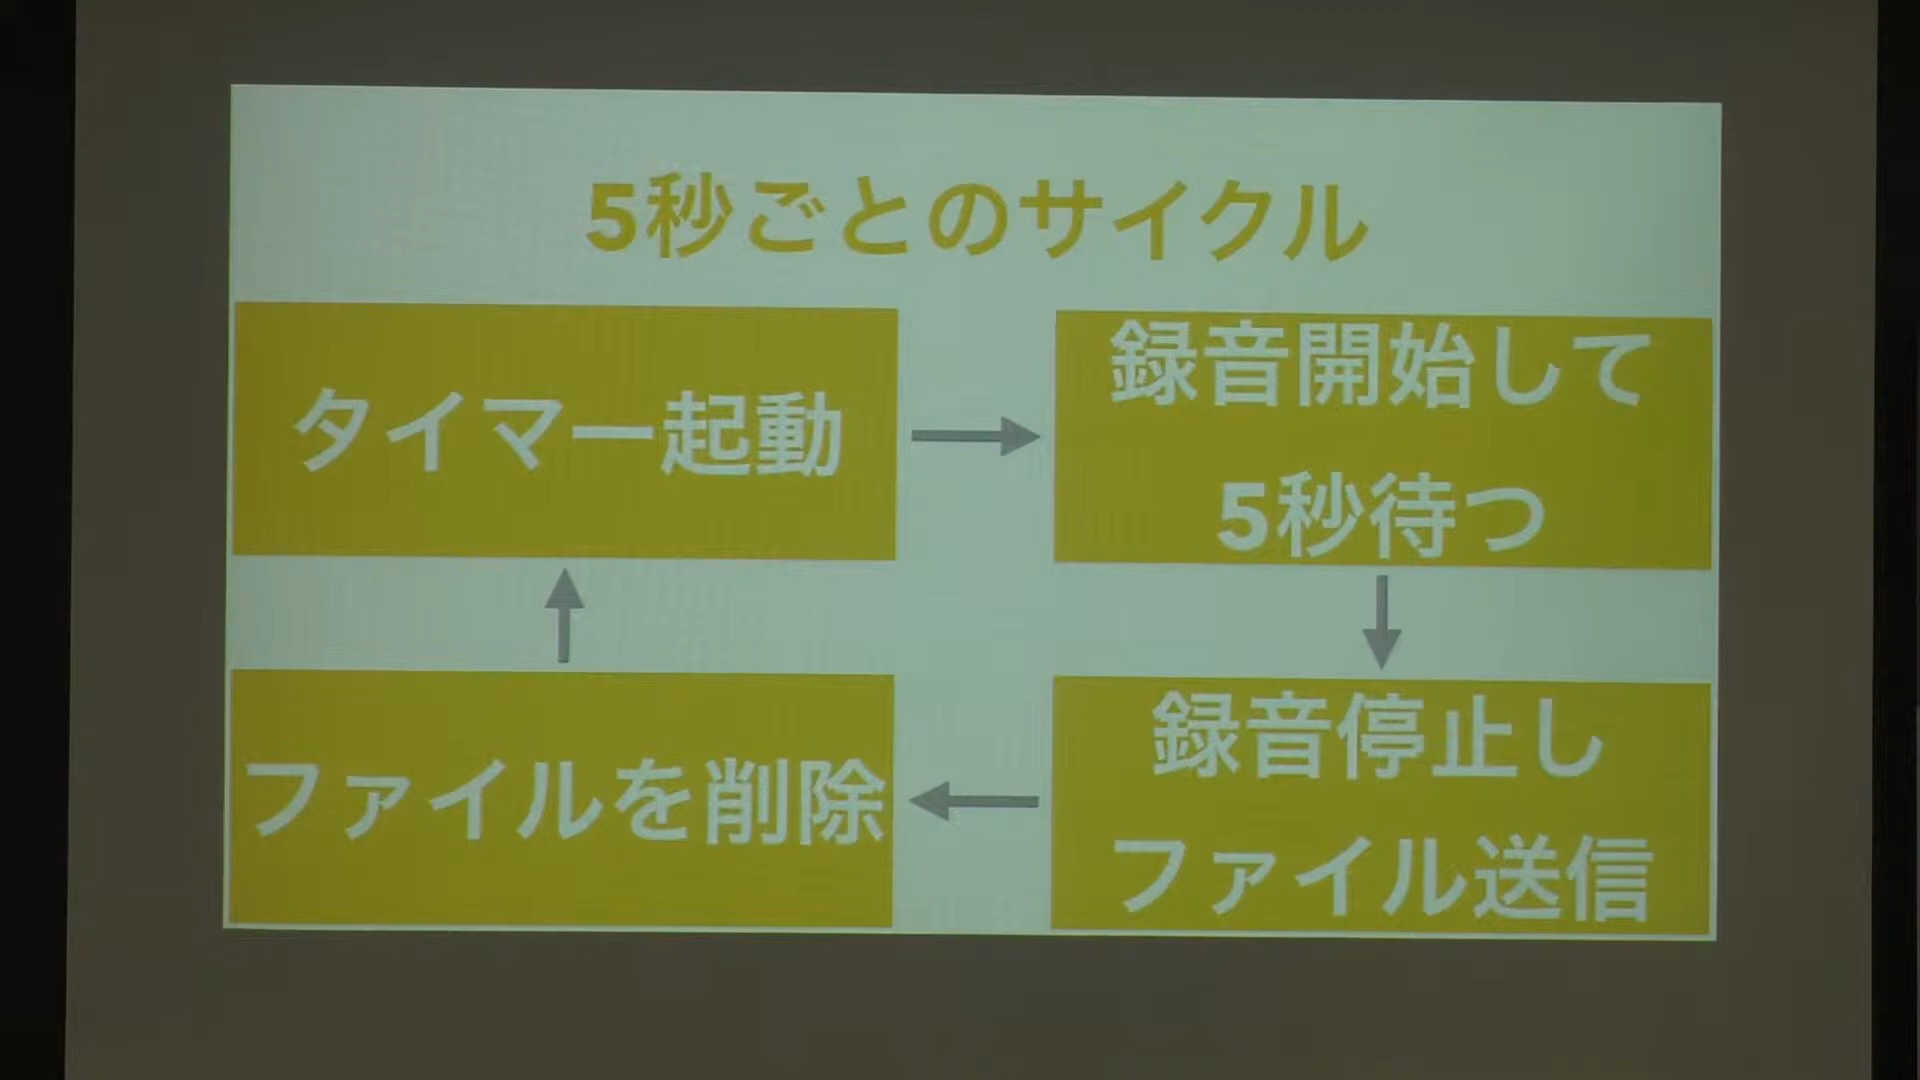 5秒ごとのサイクル
タイマー起動
録音開始して
5秒待つ
録音停止し
ファイル送信
ファイルを削除